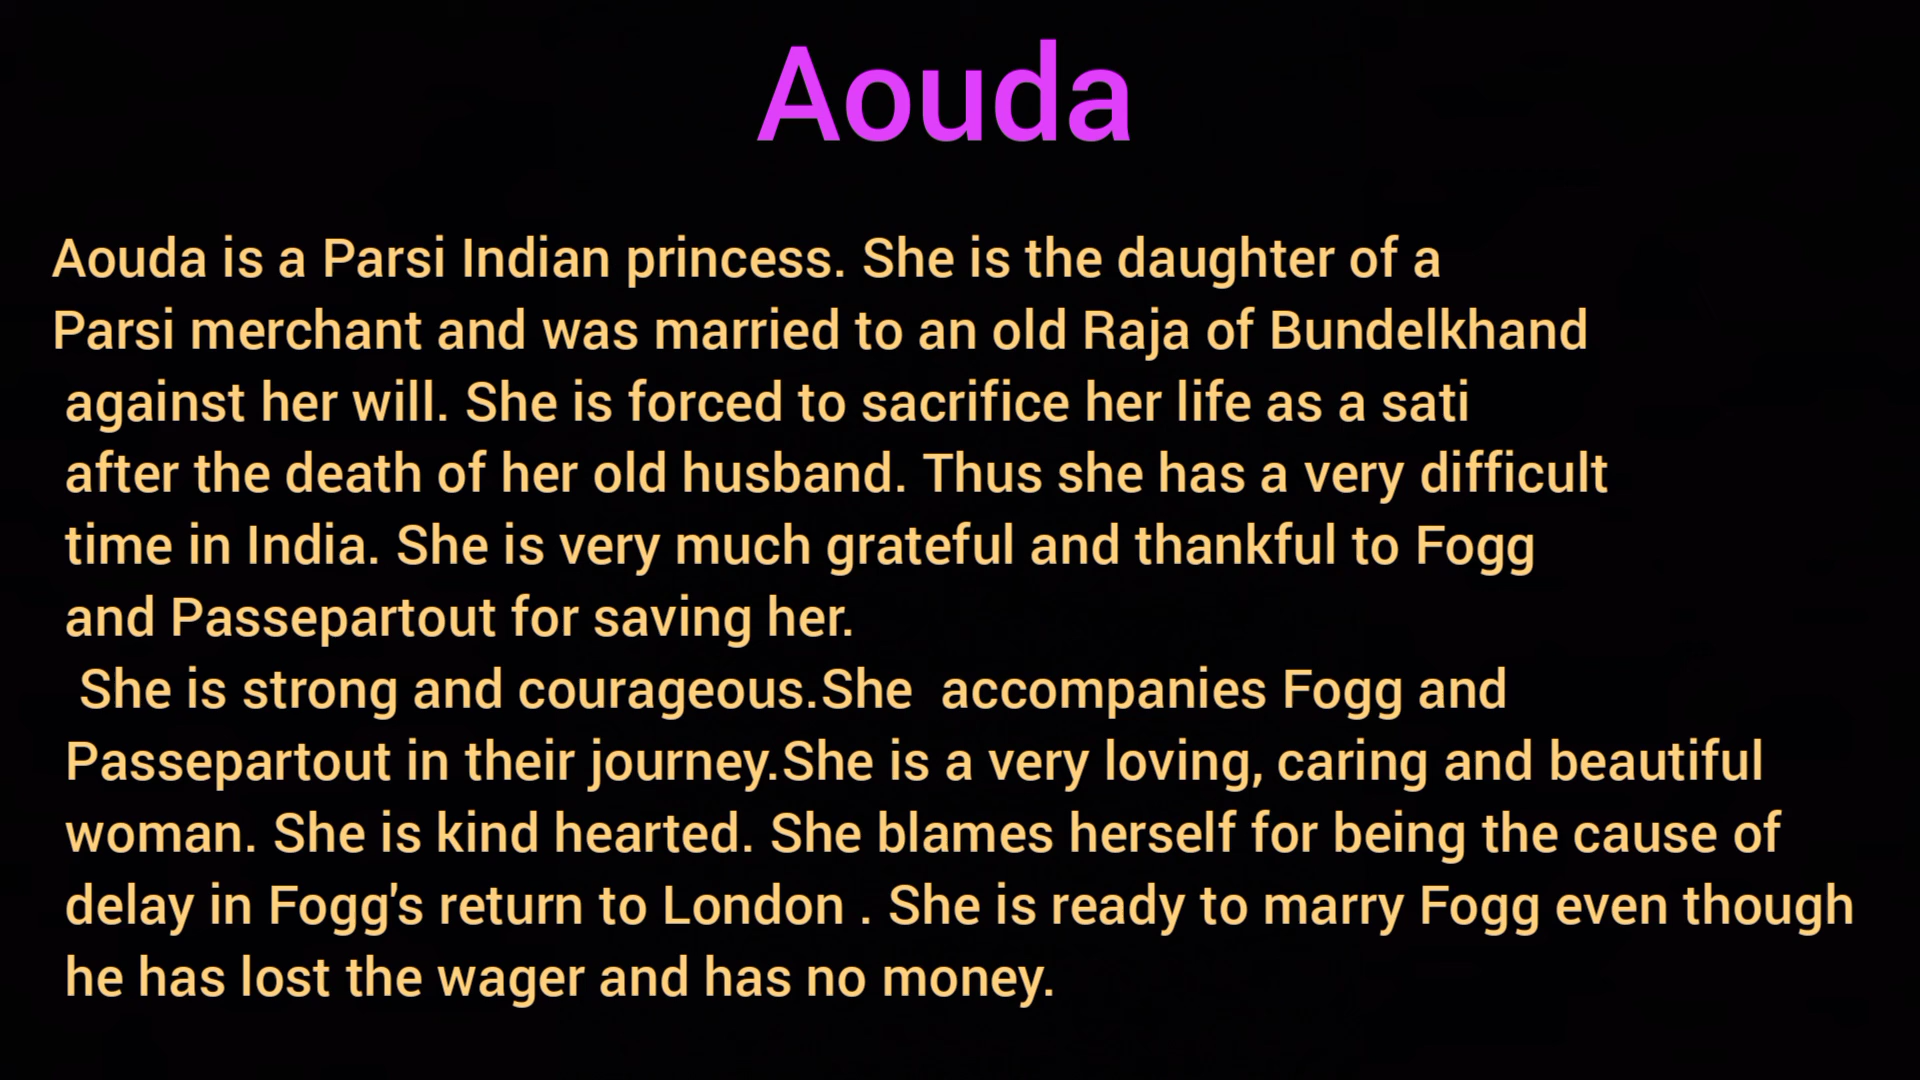 Aouda
Aouda is a Parsi Indian princess. She is the daughter of a
Parsi merchant and was married to an old Raja of Bundelkhand
against her will. She is forced to sacrifice her life as a sati
after the death of her old husband. Thus she has a very difficult
time in India. She is very much grateful and thankful to Fogg
and Passepartout for saving her.
She is strong and courageous.She  accompanies Fogg and
Passepartout in their journey.She is a very loving, caring and beautiful
woman. She is kind hearted. She blames herself for being the cause of
delay in Fogg's return to London . She is ready to marry Fogg even though
he has lost the wager and has no money.